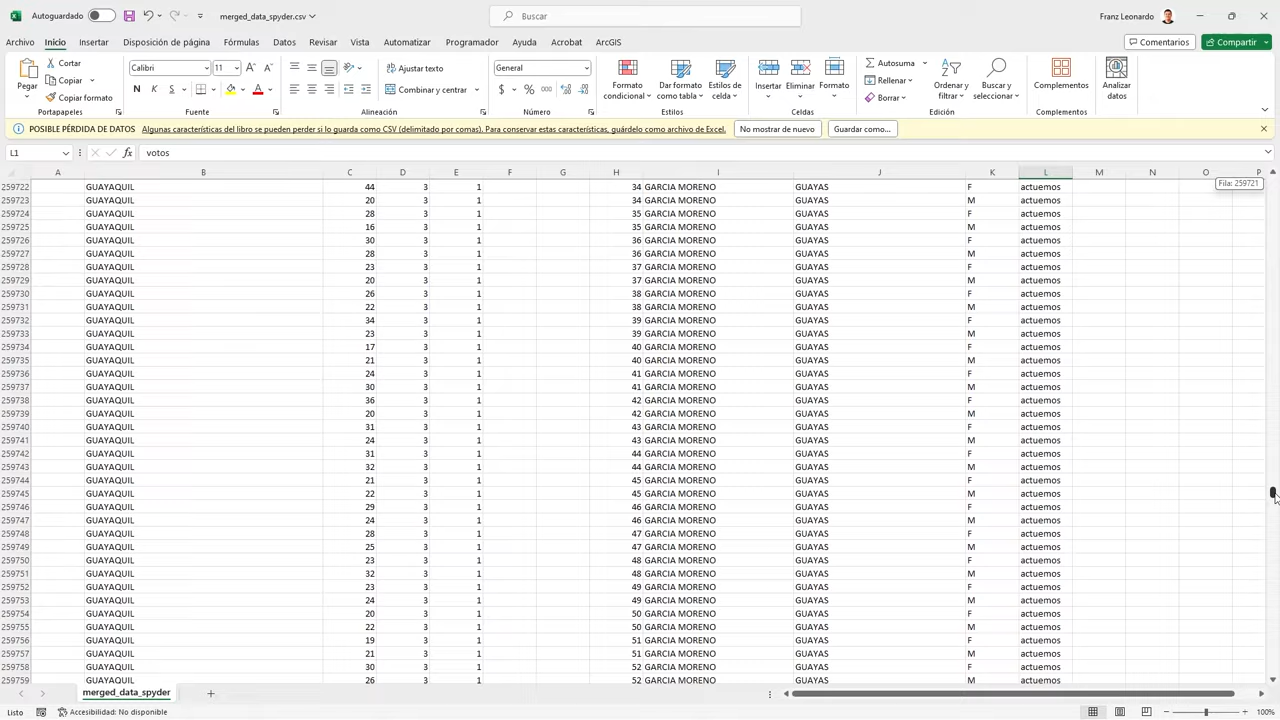 Autoguardado merged_data_spyder.csv Buscar Franz Leonardo
Archivo Inicio Insertar Disposición de página Fórmulas Datos Revisar Vista Automatizar Programador Ayuda Acrobat ArcGIS Comentarios Compartir
Pegar Cortar Copiar Copiar formato Portapapeles
Calibri 11 N K S Fuente
Ajustar texto Combinar y centrar Alineación
General $ % 000 Número
Formato condicional Dar formato como tabla Estilos de celda Estilos
Insertar Eliminar Formato Celdas
Autosuma Rellenar Borrar Ordenar y filtrar Buscar y seleccionar Edición
Complementos Complementos
Analizar datos
POSIBLE PÉRDIDA DE DATOS Algunas características del libro se pueden perder si lo guarda como CSV (delimitado por comas). Para conservar estas características, guárdelo como archivo de Excel. No mostrar de nuevo Guardar como...
L1 fx votos
A B C D E F G H I J K L M N O P
Fila: 259721
259722 GUAYAQUIL 44 3 1 34 GARCIA MORENO GUAYAS F actuemos
259723 GUAYAQUIL 20 3 1 34 GARCIA MORENO GUAYAS M actuemos
259724 GUAYAQUIL 28 3 1 35 GARCIA MORENO GUAYAS F actuemos
259725 GUAYAQUIL 16 3 1 35 GARCIA MORENO GUAYAS M actuemos
259726 GUAYAQUIL 30 3 1 36 GARCIA MORENO GUAYAS F actuemos
259727 GUAYAQUIL 28 3 1 36 GARCIA MORENO GUAYAS M actuemos
259728 GUAYAQUIL 23 3 1 37 GARCIA MORENO GUAYAS F actuemos
259729 GUAYAQUIL 20 3 1 37 GARCIA MORENO GUAYAS M actuemos
259730 GUAYAQUIL 26 3 1 38 GARCIA MORENO GUAYAS F actuemos
259731 GUAYAQUIL 22 3 1 38 GARCIA MORENO GUAYAS M actuemos
259732 GUAYAQUIL 34 3 1 39 GARCIA MORENO GUAYAS F actuemos
259733 GUAYAQUIL 23 3 1 39 GARCIA MORENO GUAYAS M actuemos
259734 GUAYAQUIL 17 3 1 40 GARCIA MORENO GUAYAS F actuemos
259735 GUAYAQUIL 21 3 1 40 GARCIA MORENO GUAYAS M actuemos
259736 GUAYAQUIL 24 3 1 41 GARCIA MORENO GUAYAS F actuemos
259737 GUAYAQUIL 30 3 1 41 GARCIA MORENO GUAYAS M actuemos
259738 GUAYAQUIL 36 3 1 42 GARCIA MORENO GUAYAS F actuemos
259739 GUAYAQUIL 20 3 1 42 GARCIA MORENO GUAYAS M actuemos
259740 GUAYAQUIL 31 3 1 43 GARCIA MORENO GUAYAS F actuemos
259741 GUAYAQUIL 24 3 1 43 GARCIA MORENO GUAYAS M actuemos
259742 GUAYAQUIL 31 3 1 44 GARCIA MORENO GUAYAS F actuemos
259743 GUAYAQUIL 32 3 1 44 GARCIA MORENO GUAYAS M actuemos
259744 GUAYAQUIL 21 3 1 45 GARCIA MORENO GUAYAS F actuemos
259745 GUAYAQUIL 22 3 1 45 GARCIA MORENO GUAYAS M actuemos
259746 GUAYAQUIL 29 3 1 46 GARCIA MORENO GUAYAS F actuemos
259747 GUAYAQUIL 24 3 1 46 GARCIA MORENO GUAYAS M actuemos
259748 GUAYAQUIL 28 3 1 47 GARCIA MORENO GUAYAS F actuemos
259749 GUAYAQUIL 25 3 1 47 GARCIA MORENO GUAYAS M actuemos
259750 GUAYAQUIL 23 3 1 48 GARCIA MORENO GUAYAS F actuemos
259751 GUAYAQUIL 32 3 1 48 GARCIA MORENO GUAYAS M actuemos
259752 GUAYAQUIL 23 3 1 49 GARCIA MORENO GUAYAS F actuemos
259753 GUAYAQUIL 24 3 1 49 GARCIA MORENO GUAYAS M actuemos
259754 GUAYAQUIL 20 3 1 50 GARCIA MORENO GUAYAS F actuemos
259755 GUAYAQUIL 22 3 1 50 GARCIA MORENO GUAYAS M actuemos
259756 GUAYAQUIL 19 3 1 51 GARCIA MORENO GUAYAS F actuemos
259757 GUAYAQUIL 21 3 1 51 GARCIA MORENO GUAYAS M actuemos
259758 GUAYAQUIL 30 3 1 52 GARCIA MORENO GUAYAS F actuemos
259759 GUAYAQUIL 26 3 1 52 GARCIA MORENO GUAYAS M actuemos
merged_data_spyder
Listo Accesibilidad: No disponible 100%